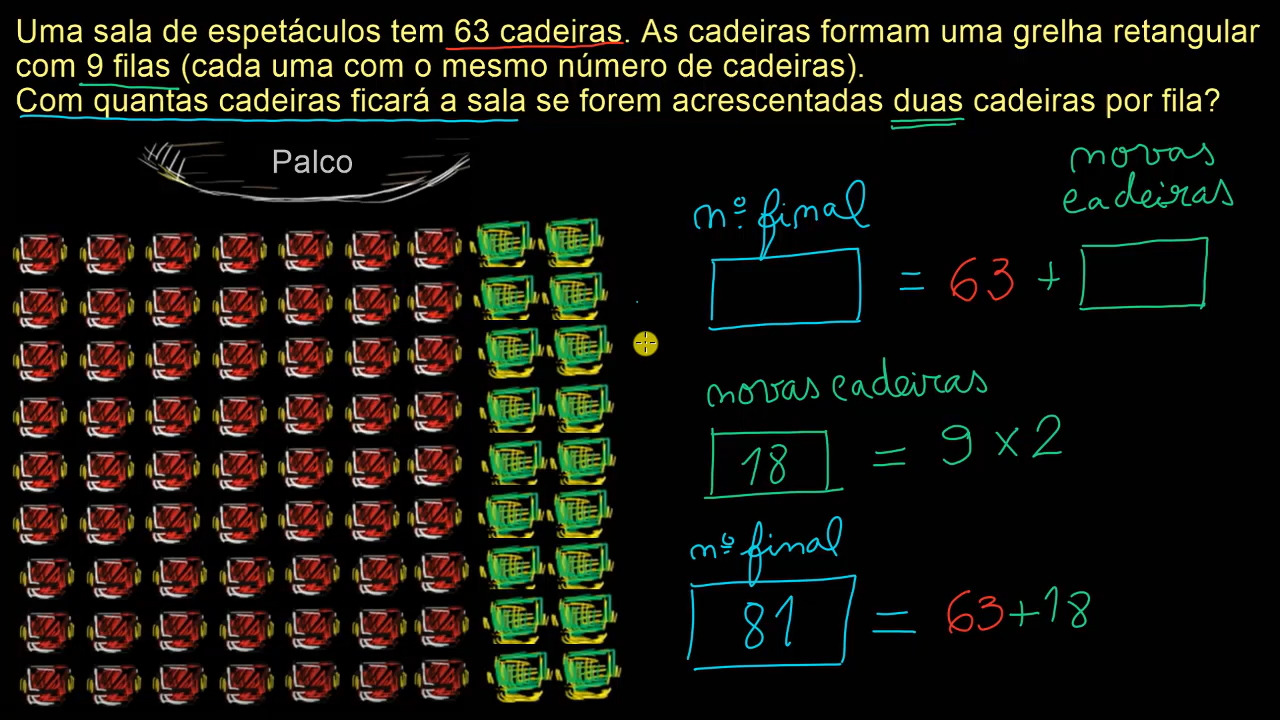 Uma sala de espetáculos tem 63 cadeiras. As cadeiras formam uma grelha retangular
com 9 filas (cada uma com o mesmo número de cadeiras).
Com quantas cadeiras ficará a sala se forem acrescentadas duas cadeiras por fila?
Palco
novas
cadeiras
nº final
= 63 +
novas cadeiras
18 = 9 x 2
nº final
81 = 63+18